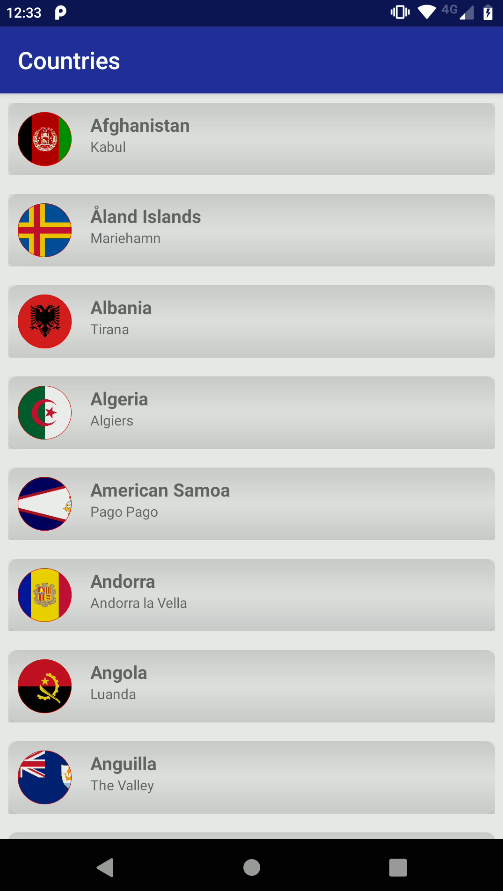 12:33
4G
Countries
Afghanistan
Kabul
Åland Islands
Mariehamn
Albania
Tirana
Algeria
Algiers
American Samoa
Pago Pago
Andorra
Andorra la Vella
Angola
Luanda
Anguilla
The Valley